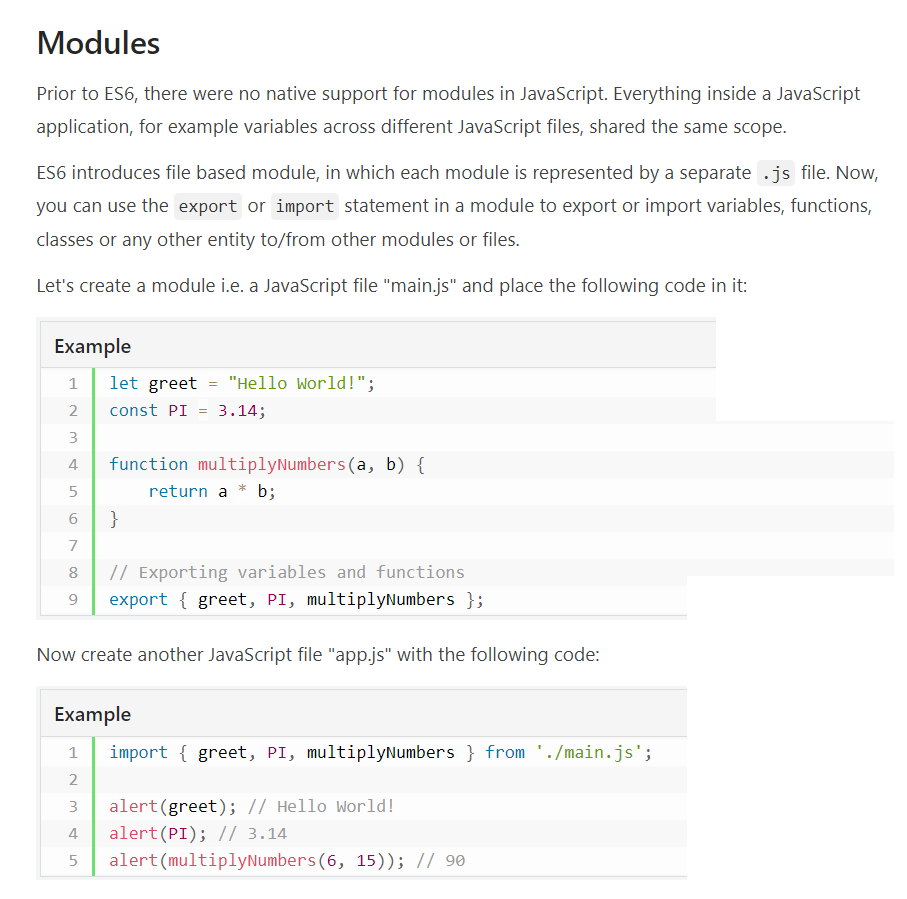 Modules
Prior to ES6, there were no native support for modules in JavaScript. Everything inside a JavaScript
application, for example variables across different JavaScript files, shared the same scope.
ES6 introduces file based module, in which each module is represented by a separate .js file. Now,
you can use the export or import statement in a module to export or import variables, functions,
classes or any other entity to/from other modules or files.
Let's create a module i.e. a JavaScript file "main.js" and place the following code in it:
Example
1 let greet = "Hello World!";
2 const PI = 3.14;
3
4 function multiplyNumbers(a, b) {
5     return a * b;
6 }
7
8 // Exporting variables and functions
9 export { greet, PI, multiplyNumbers };
Now create another JavaScript file "app.js" with the following code:
Example
1 import { greet, PI, multiplyNumbers } from './main.js';
2
3 alert(greet); // Hello World!
4 alert(PI); // 3.14
5 alert(multiplyNumbers(6, 15)); // 90